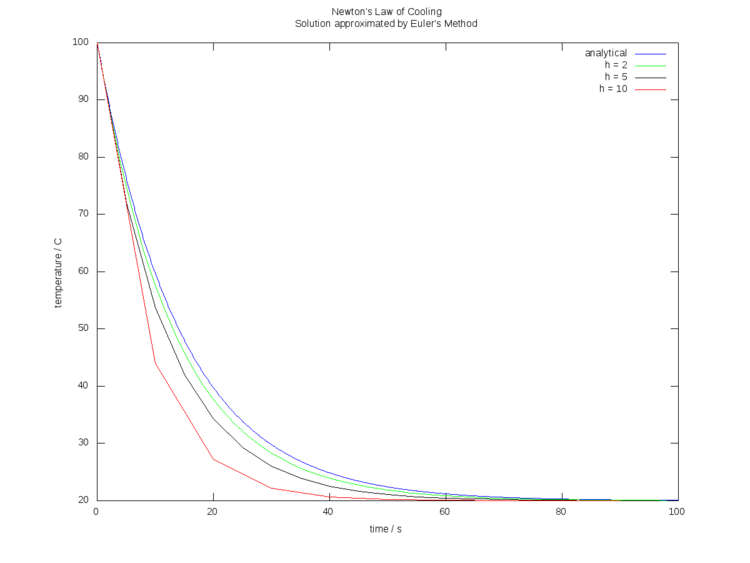 Newton's Law of Cooling
Solution approximated by Euler's Method
analytical
h = 2
h = 5
h = 10
100
90
80
70
60
50
40
30
20
temperature / C
0 20 40 60 80 100
time / s